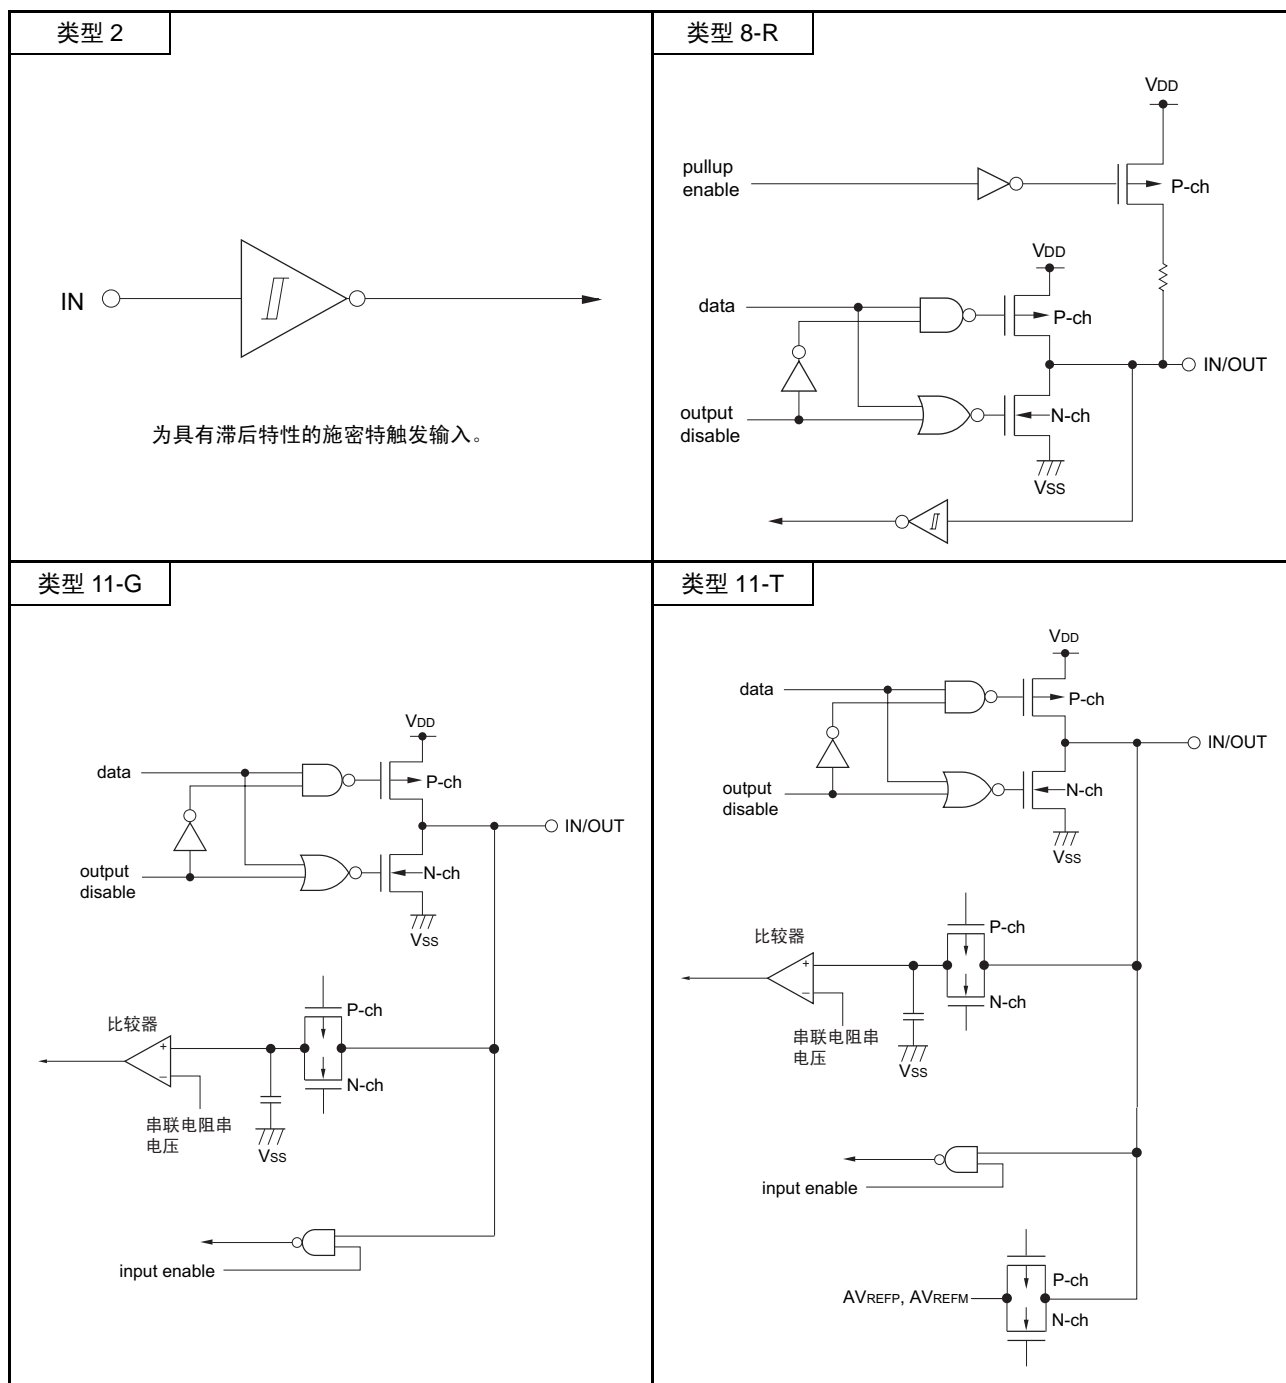 类型 2
IN
为具有滞后特性的施密特触发输入。
类型 8-R
VDD
pullup
enable
P-ch
VDD
data
P-ch
IN/OUT
output
disable
N-ch
VSS
类型 11-G
VDD
data
P-ch
IN/OUT
output
disable
N-ch
VSS
P-ch
比较器
+
–
N-ch
串联电阻串
电压
VSS
input enable
类型 11-T
VDD
data
P-ch
IN/OUT
output
disable
N-ch
VSS
P-ch
比较器
+
–
N-ch
串联电阻串
电压
VSS
input enable
P-ch
AVREFP, AVREFM
N-ch